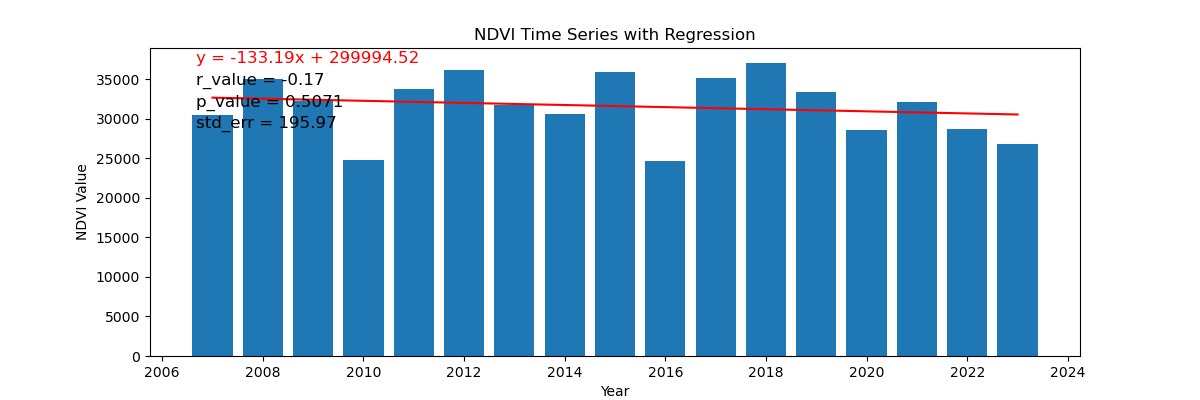 NDVI Time Series with Regression
y = -133.19x + 299994.52
r_value = -0.17
p_value = 0.5071
std_err = 195.97
35000
30000
25000
20000
15000
10000
5000
0
NDVI Value
2006 2008 2010 2012 2014 2016 2018 2020 2022 2024
Year